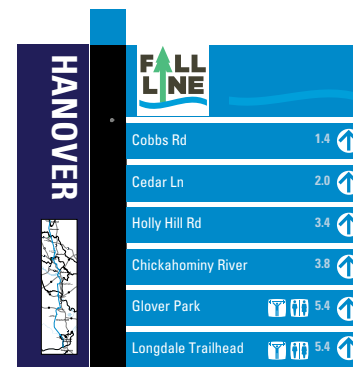 HANOVER
FALL
LINE
Cobbs Rd 1.4
Cedar Ln 2.0
Holly Hill Rd 3.4
Chickahominy River 3.8
Glover Park 5.4
Longdale Trailhead 5.4